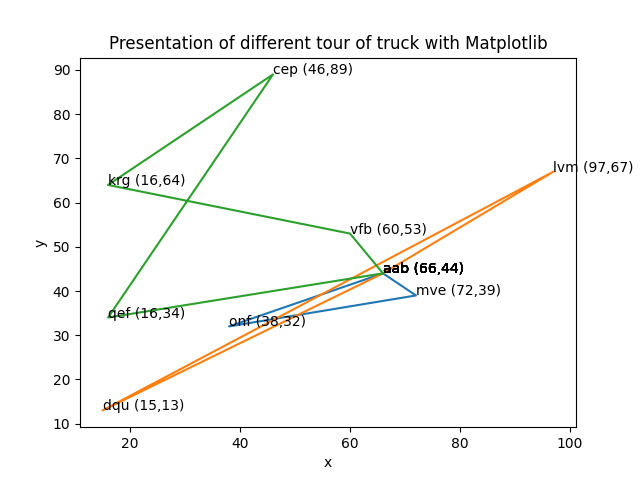 Presentation of different tour of truck with Matplotlib
90
80
70
60
50
40
30
20
10
y
cep (46,89)
lvm (97,67)
krg (16,64)
vfb (60,53)
aab (66,44)
mve (72,39)
qef (16,34)
onf (38,32)
dqu (15,13)
20
40
60
80
100
x